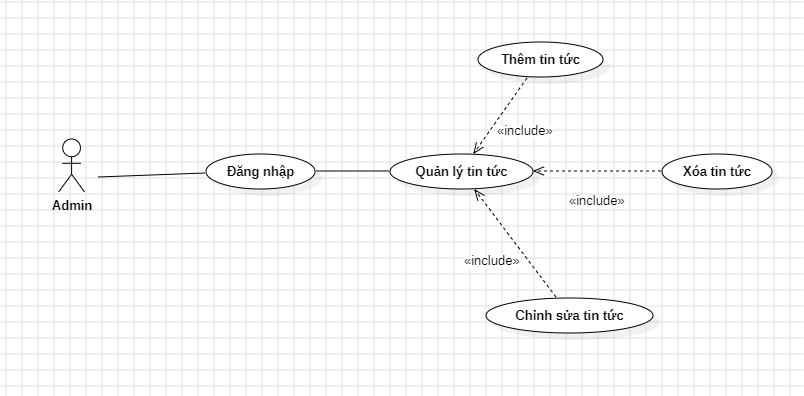 Thêm tin tức
«include»
Đăng nhập
Quản lý tin tức
Xóa tin tức
«include»
Admin
«include»
Chỉnh sửa tin tức